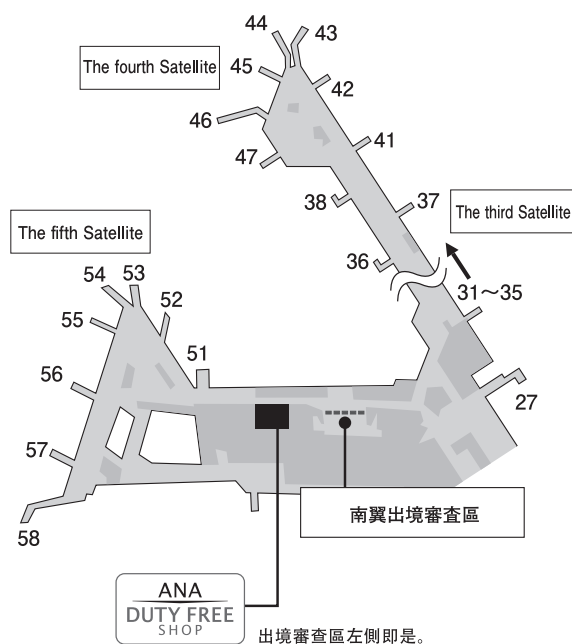 44
43
The fourth Satellite
45
42
46
41
47
38
37
The third Satellite
The fifth Satellite
36
54
53
31～35
52
55
51
56
27
57
南翼出境審查區
58
ANA
DUTY FREE
SHOP
出境審查區左側即是。